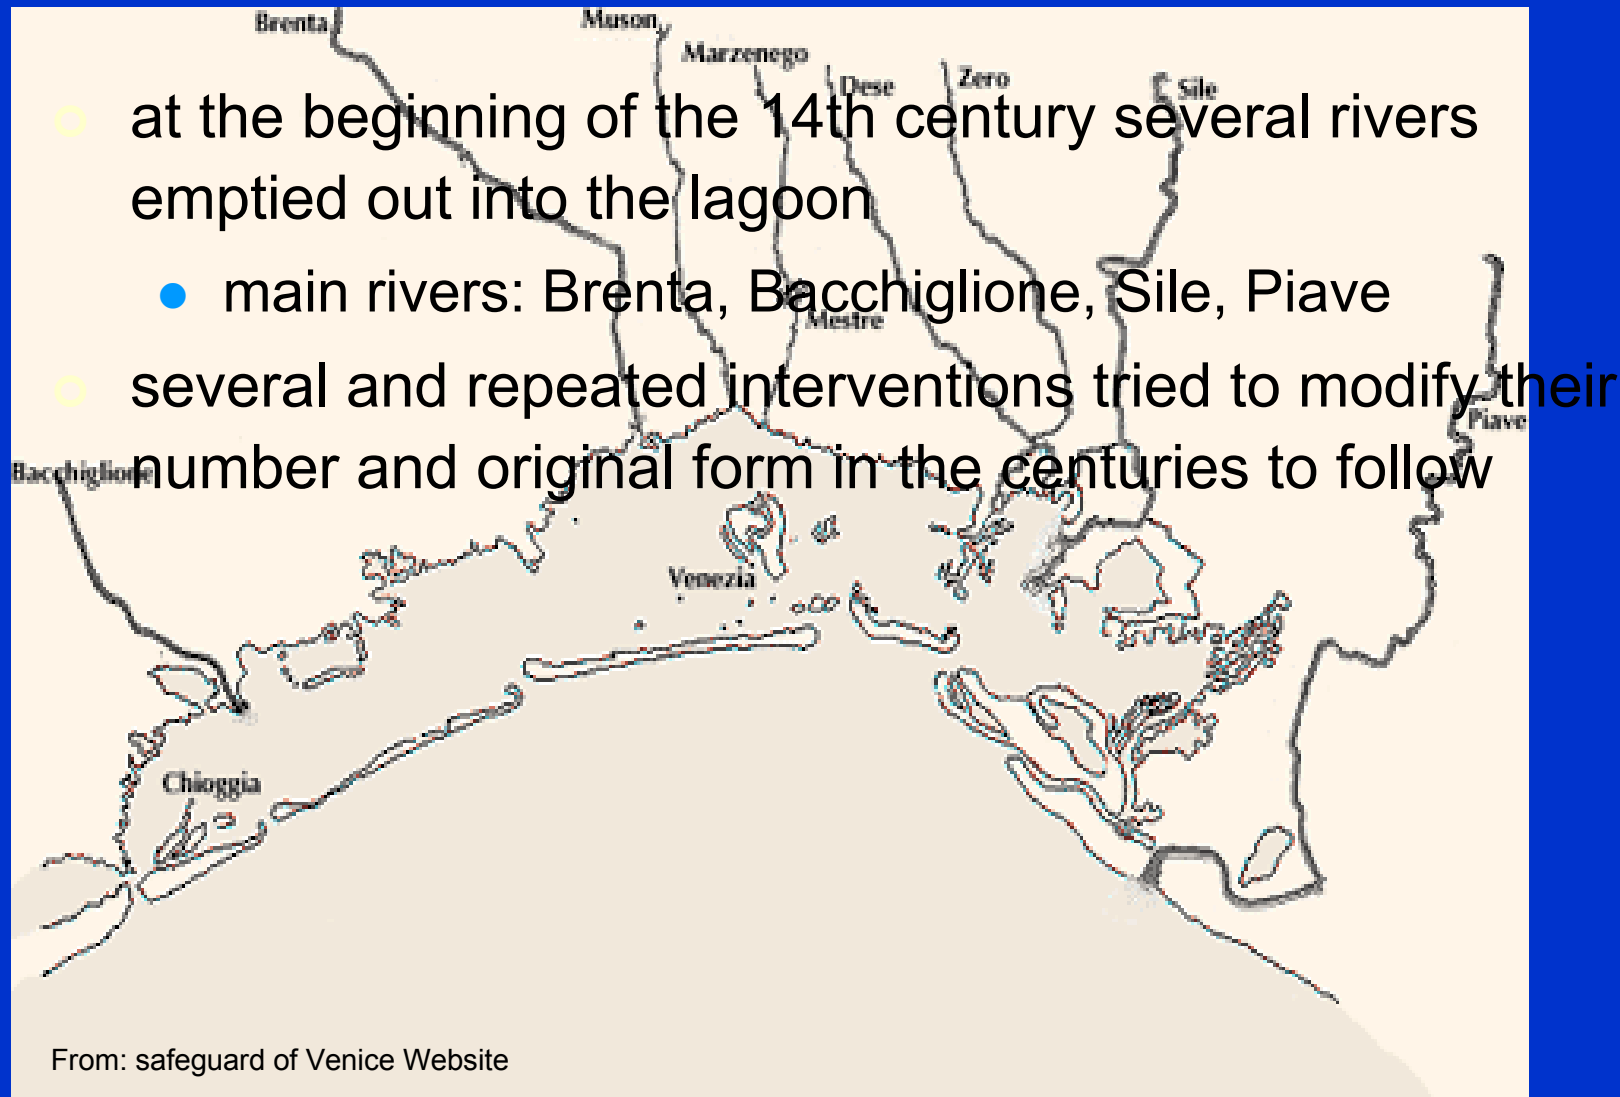 Brenta
Muson
Marzenego
Dese
Zero
Sile
at the beginning of the 14th century several rivers
emptied out into the lagoon
main rivers: Brenta, Bacchiglione, Sile, Piave
Mestre
several and repeated interventions tried to modify their
Piave
number and original form in the centuries to follow
Bacchiglione
Venezia
Chioggia
From: safeguard of Venice Website